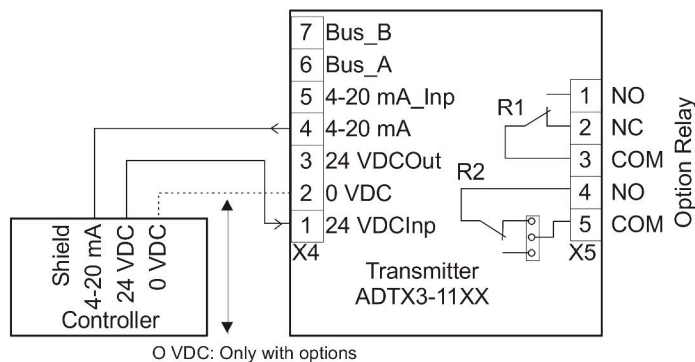 7 Bus_B
6 Bus_A
5 4-20 mA_Inp
4 4-20 mA
3 24 VDCOut
2 0 VDC
1 24 VDCInp
X4
R1
R2
1 NO
2 NC
3 COM
4 NO
5 COM
X5
Option Relay
Transmitter
ADTX3-11XX
Shield
4-20 mA
24 VDC
0 VDC
Controller
O VDC: Only with options